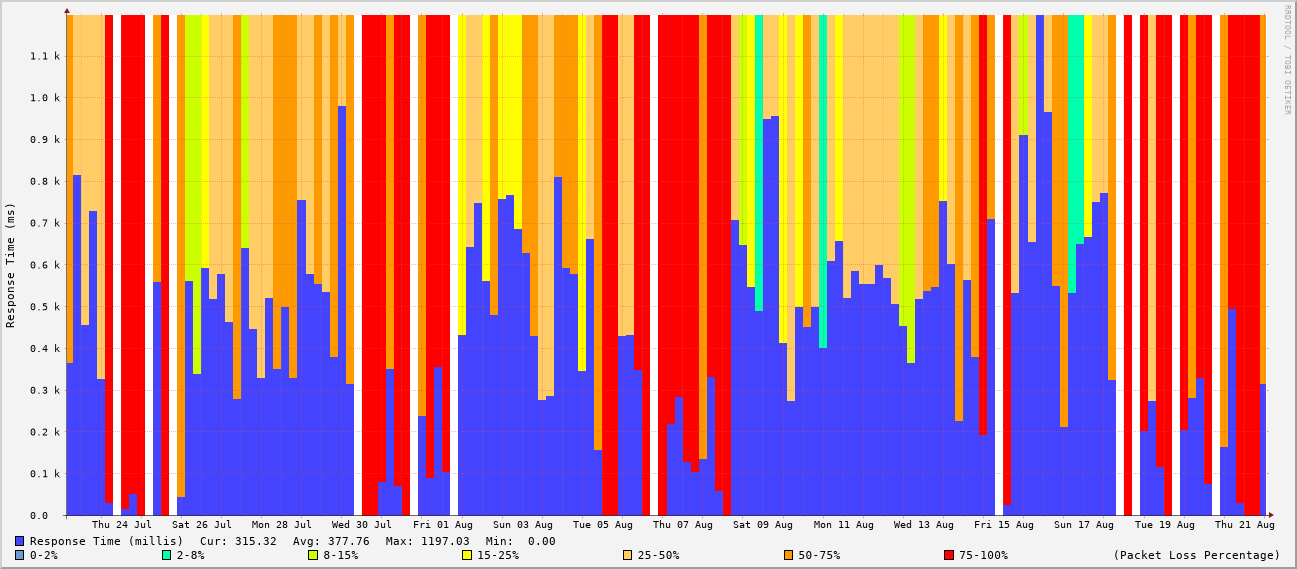 RRDTOOL / TOBI OETIKER
Response Time (ms)
1.1 k
1.0 k
0.9 k
0.8 k
0.7 k
0.6 k
0.5 k
0.4 k
0.3 k
0.2 k
0.1 k
0.0
Thu 24 Jul Sat 26 Jul Mon 28 Jul Wed 30 Jul Fri 01 Aug Sun 03 Aug Tue 05 Aug Thu 07 Aug Sat 09 Aug Mon 11 Aug Wed 13 Aug Fri 15 Aug Sun 17 Aug Tue 19 Aug Thu 21 Aug
Response Time (millis) Cur: 315.32 Avg: 377.76 Max: 1197.03 Min: 0.00
0-2% 2-8% 8-15% 15-25% 25-50% 50-75% 75-100% (Packet Loss Percentage)